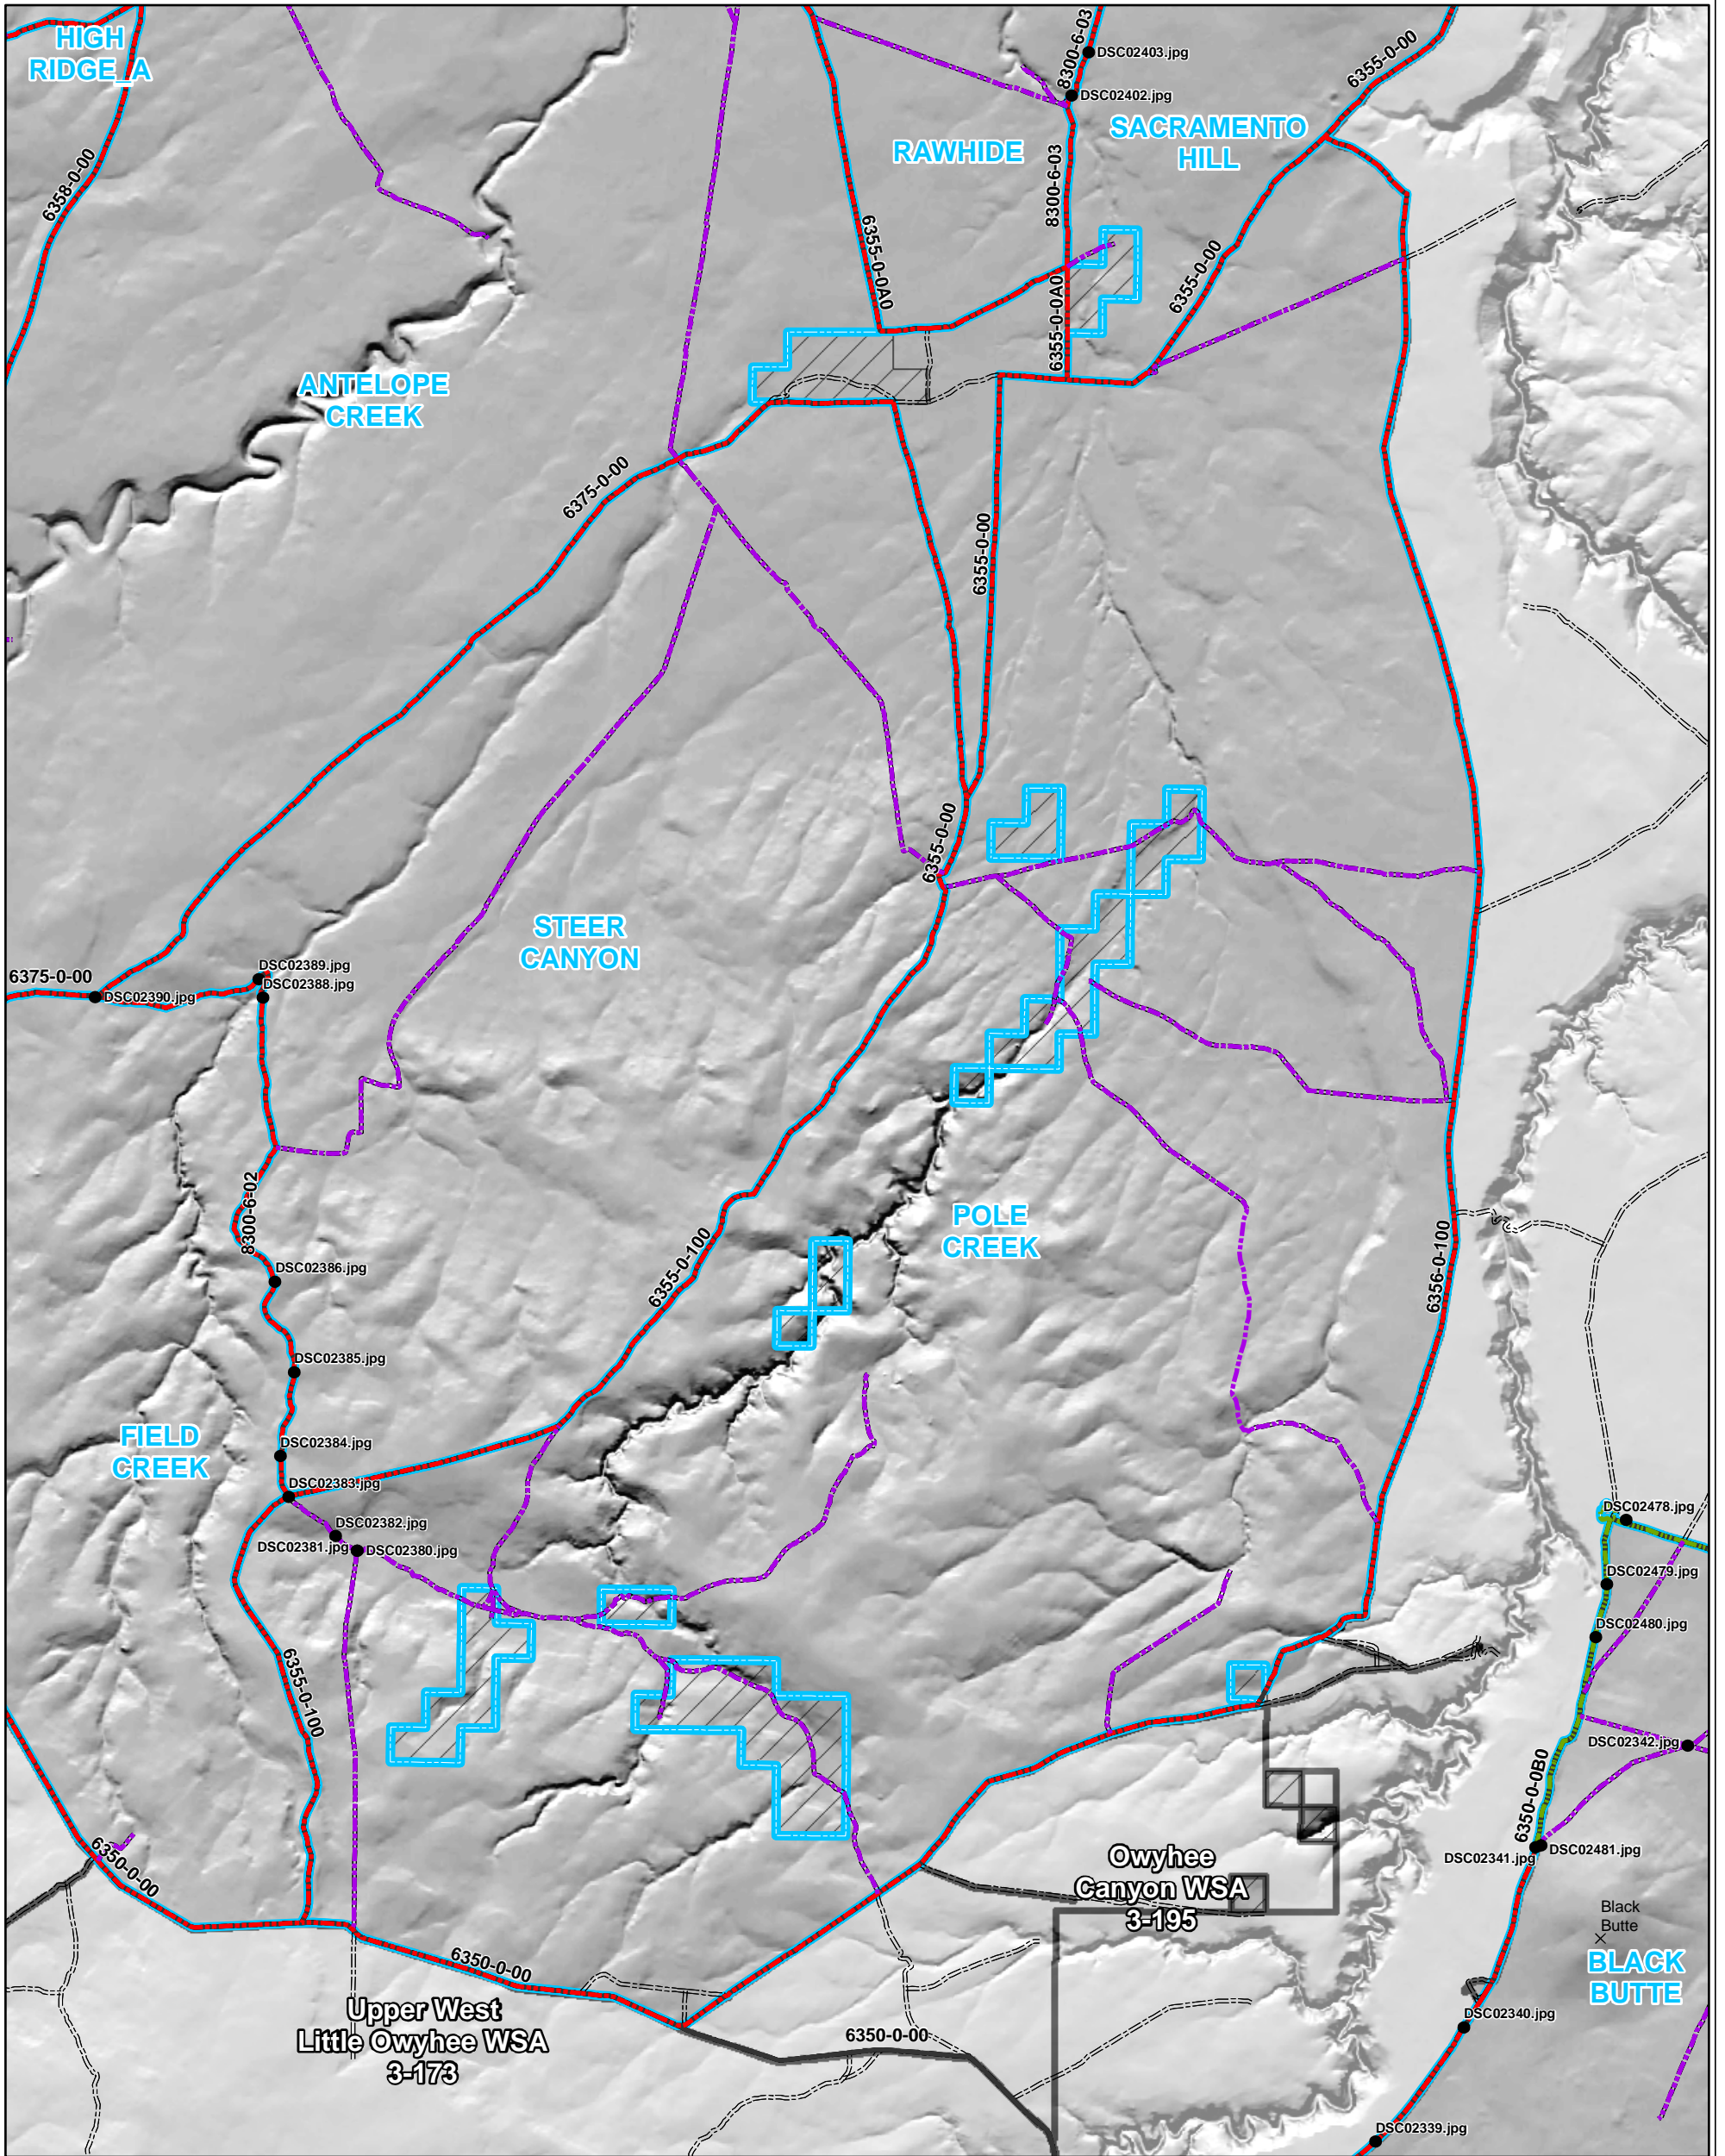 HIGH
RIDGE_A
8300-6-03
DSC02403.jpg
6355-0-00
DSC02402.jpg
SACRAMENTO
HILL
RAWHIDE
6358-0-00
8300-6-03
6355-0-0A0
6355-0-00
6355-0-0A0
ANTELOPE
CREEK
6375-0-00
6355-0-00
6355-0-00
STEER
CANYON
DSC02389.jpg
6375-0-00
DSC02388.jpg
DSC02390.jpg
8300-6-02
POLE
CREEK
6355-0-100
6356-0-100
DSC02386.jpg
DSC02385.jpg
FIELD
CREEK
DSC02384.jpg
DSC02383.jpg
DSC02478.jpg
DSC02382.jpg
DSC02381.jpg
DSC02380.jpg
DSC02479.jpg
DSC02480.jpg
6355-0-100
DSC02342.jpg
6350-0-0B0
6350-0-00
DSC02341.jpg
DSC02481.jpg
Owyhee
Canyon WSA
3-195
Black
Butte
BLACK
BUTTE
6350-0-00
Upper West
Little Owyhee WSA
3-173
DSC02340.jpg
6350-0-00
DSC02339.jpg